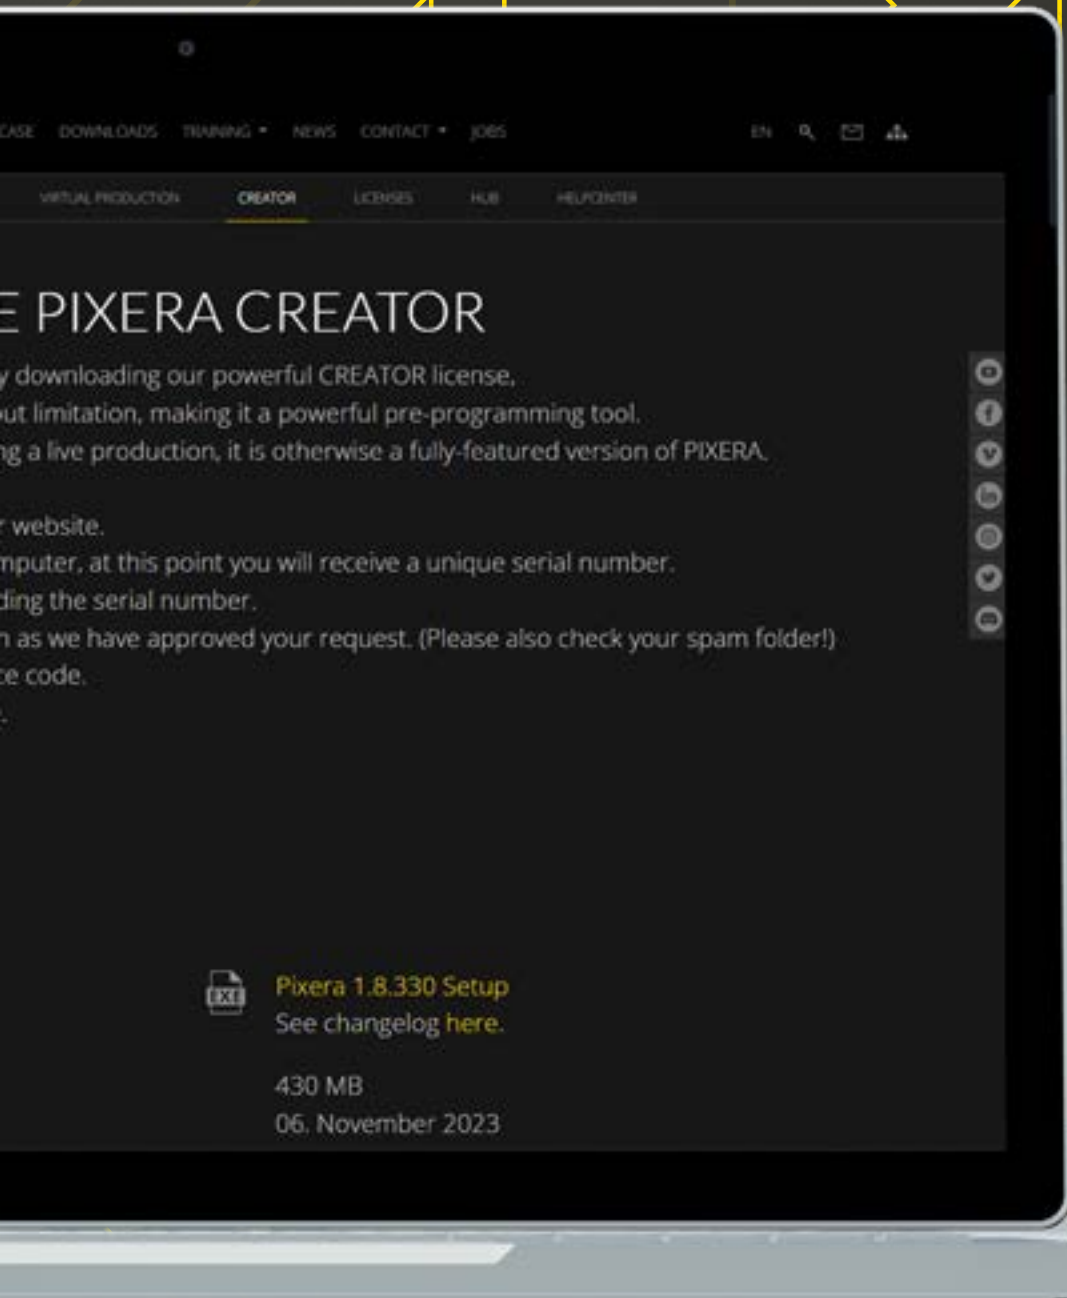 CASE DOWNLOADS TRAINING NEWS CONTACT JOBS EN
VIRTUAL PRODUCTION CREATOR LICENSES HUB HELPCENTER
E PIXERA CREATOR
y downloading our powerful CREATOR license,
out limitation, making it a powerful pre-programming tool.
ng a live production, it is otherwise a fully-featured version of PIXERA.
r website.
mputer, at this point you will receive a unique serial number.
ding the serial number.
n as we have approved your request. (Please also check your spam folder!)
ce code.
EXE
Pixera 1.8.330 Setup
See changelog here.
430 MB
06. November 2023